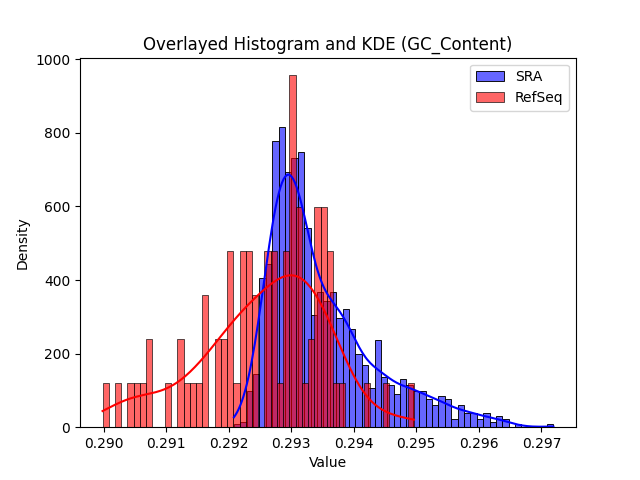 Overlayed Histogram and KDE (GC_Content)
SRA
RefSeq
1000
800
600
400
200
0
Density
0.290 0.291 0.292 0.293 0.294 0.295 0.296 0.297
Value